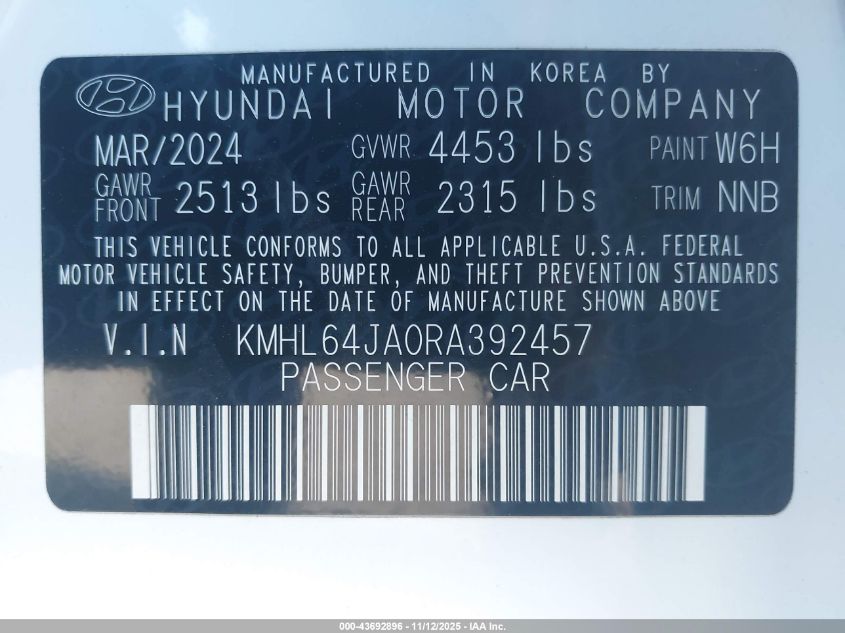 MANUFACTURED IN KOREA BY
HYUNDAI MOTOR COMPANY
MAR/2024 GVWR 4453 lbs PAINT W6H
GAWR FRONT 2513 lbs GAWR REAR 2315 lbs TRIM NNB
THIS VEHICLE CONFORMS TO ALL APPLICABLE U.S.A. FEDERAL
MOTOR VEHICLE SAFETY, BUMPER, AND THEFT PREVENTION STANDARDS
IN EFFECT ON THE DATE OF MANUFACTURE SHOWN ABOVE
V.I.N KMHL64JA0RA392457
PASSENGER CAR
000-43692896 - 11/12/2025 - IAA Inc.